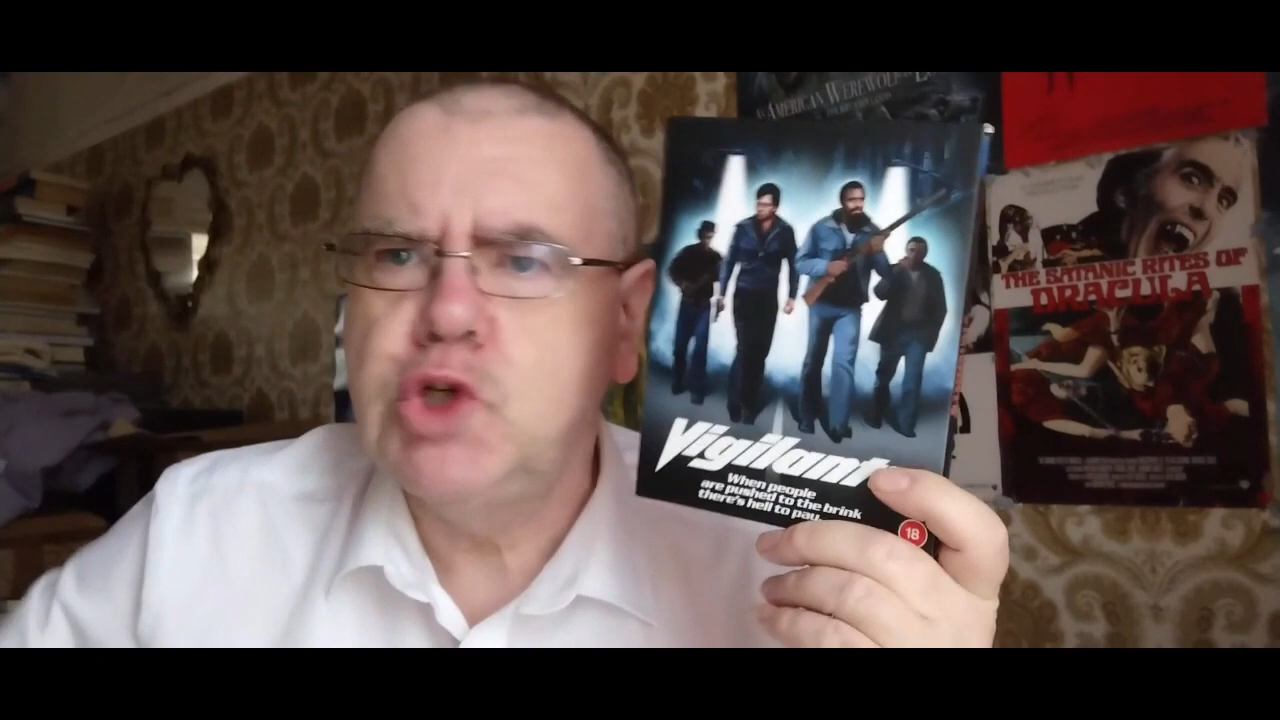 AN AMERICAN WEREWOLF
Vigilant
When people
are pushed to the brink
there's hell to pay.
18
THE SATANIC RITES OF
DRACULA